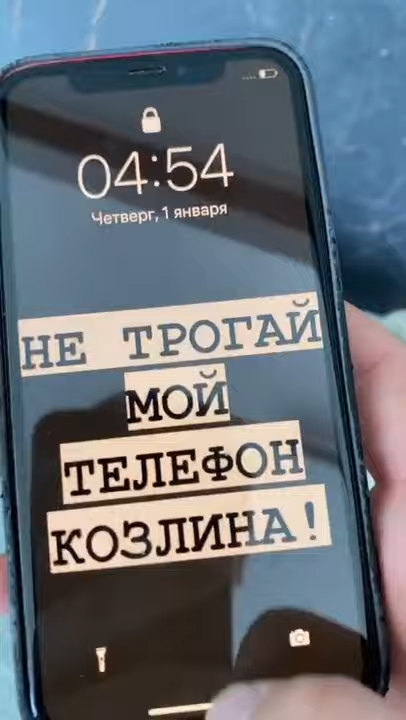 04:54
Четверг, 1 января
НЕ ТРОГАЙ
МОЙ
ТЕЛЕФОН
КОЗЛИНА!